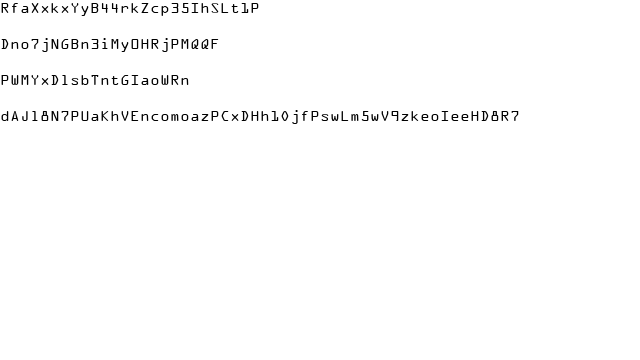 RfaXxkxYyB44rkZcp35IhSLt1P
Dno7jNGBn3iMyOHRjPMQQF
PWMYxDlsbTntGIaoWRn
dAJl8N7PUaKhVEncomoazPCxDHh10jfPswLm5wV9zkeoIeeHD8R7